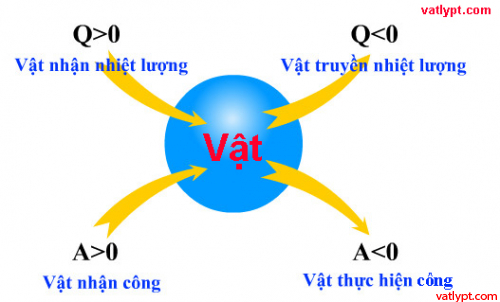 vatlypt.com
Q>0
Q<0
Vật nhận nhiệt lượng
Vật truyền nhiệt lượng
Vật
A>0
A<0
Vật nhận công
Vật thực hiện công
vatlypt.com